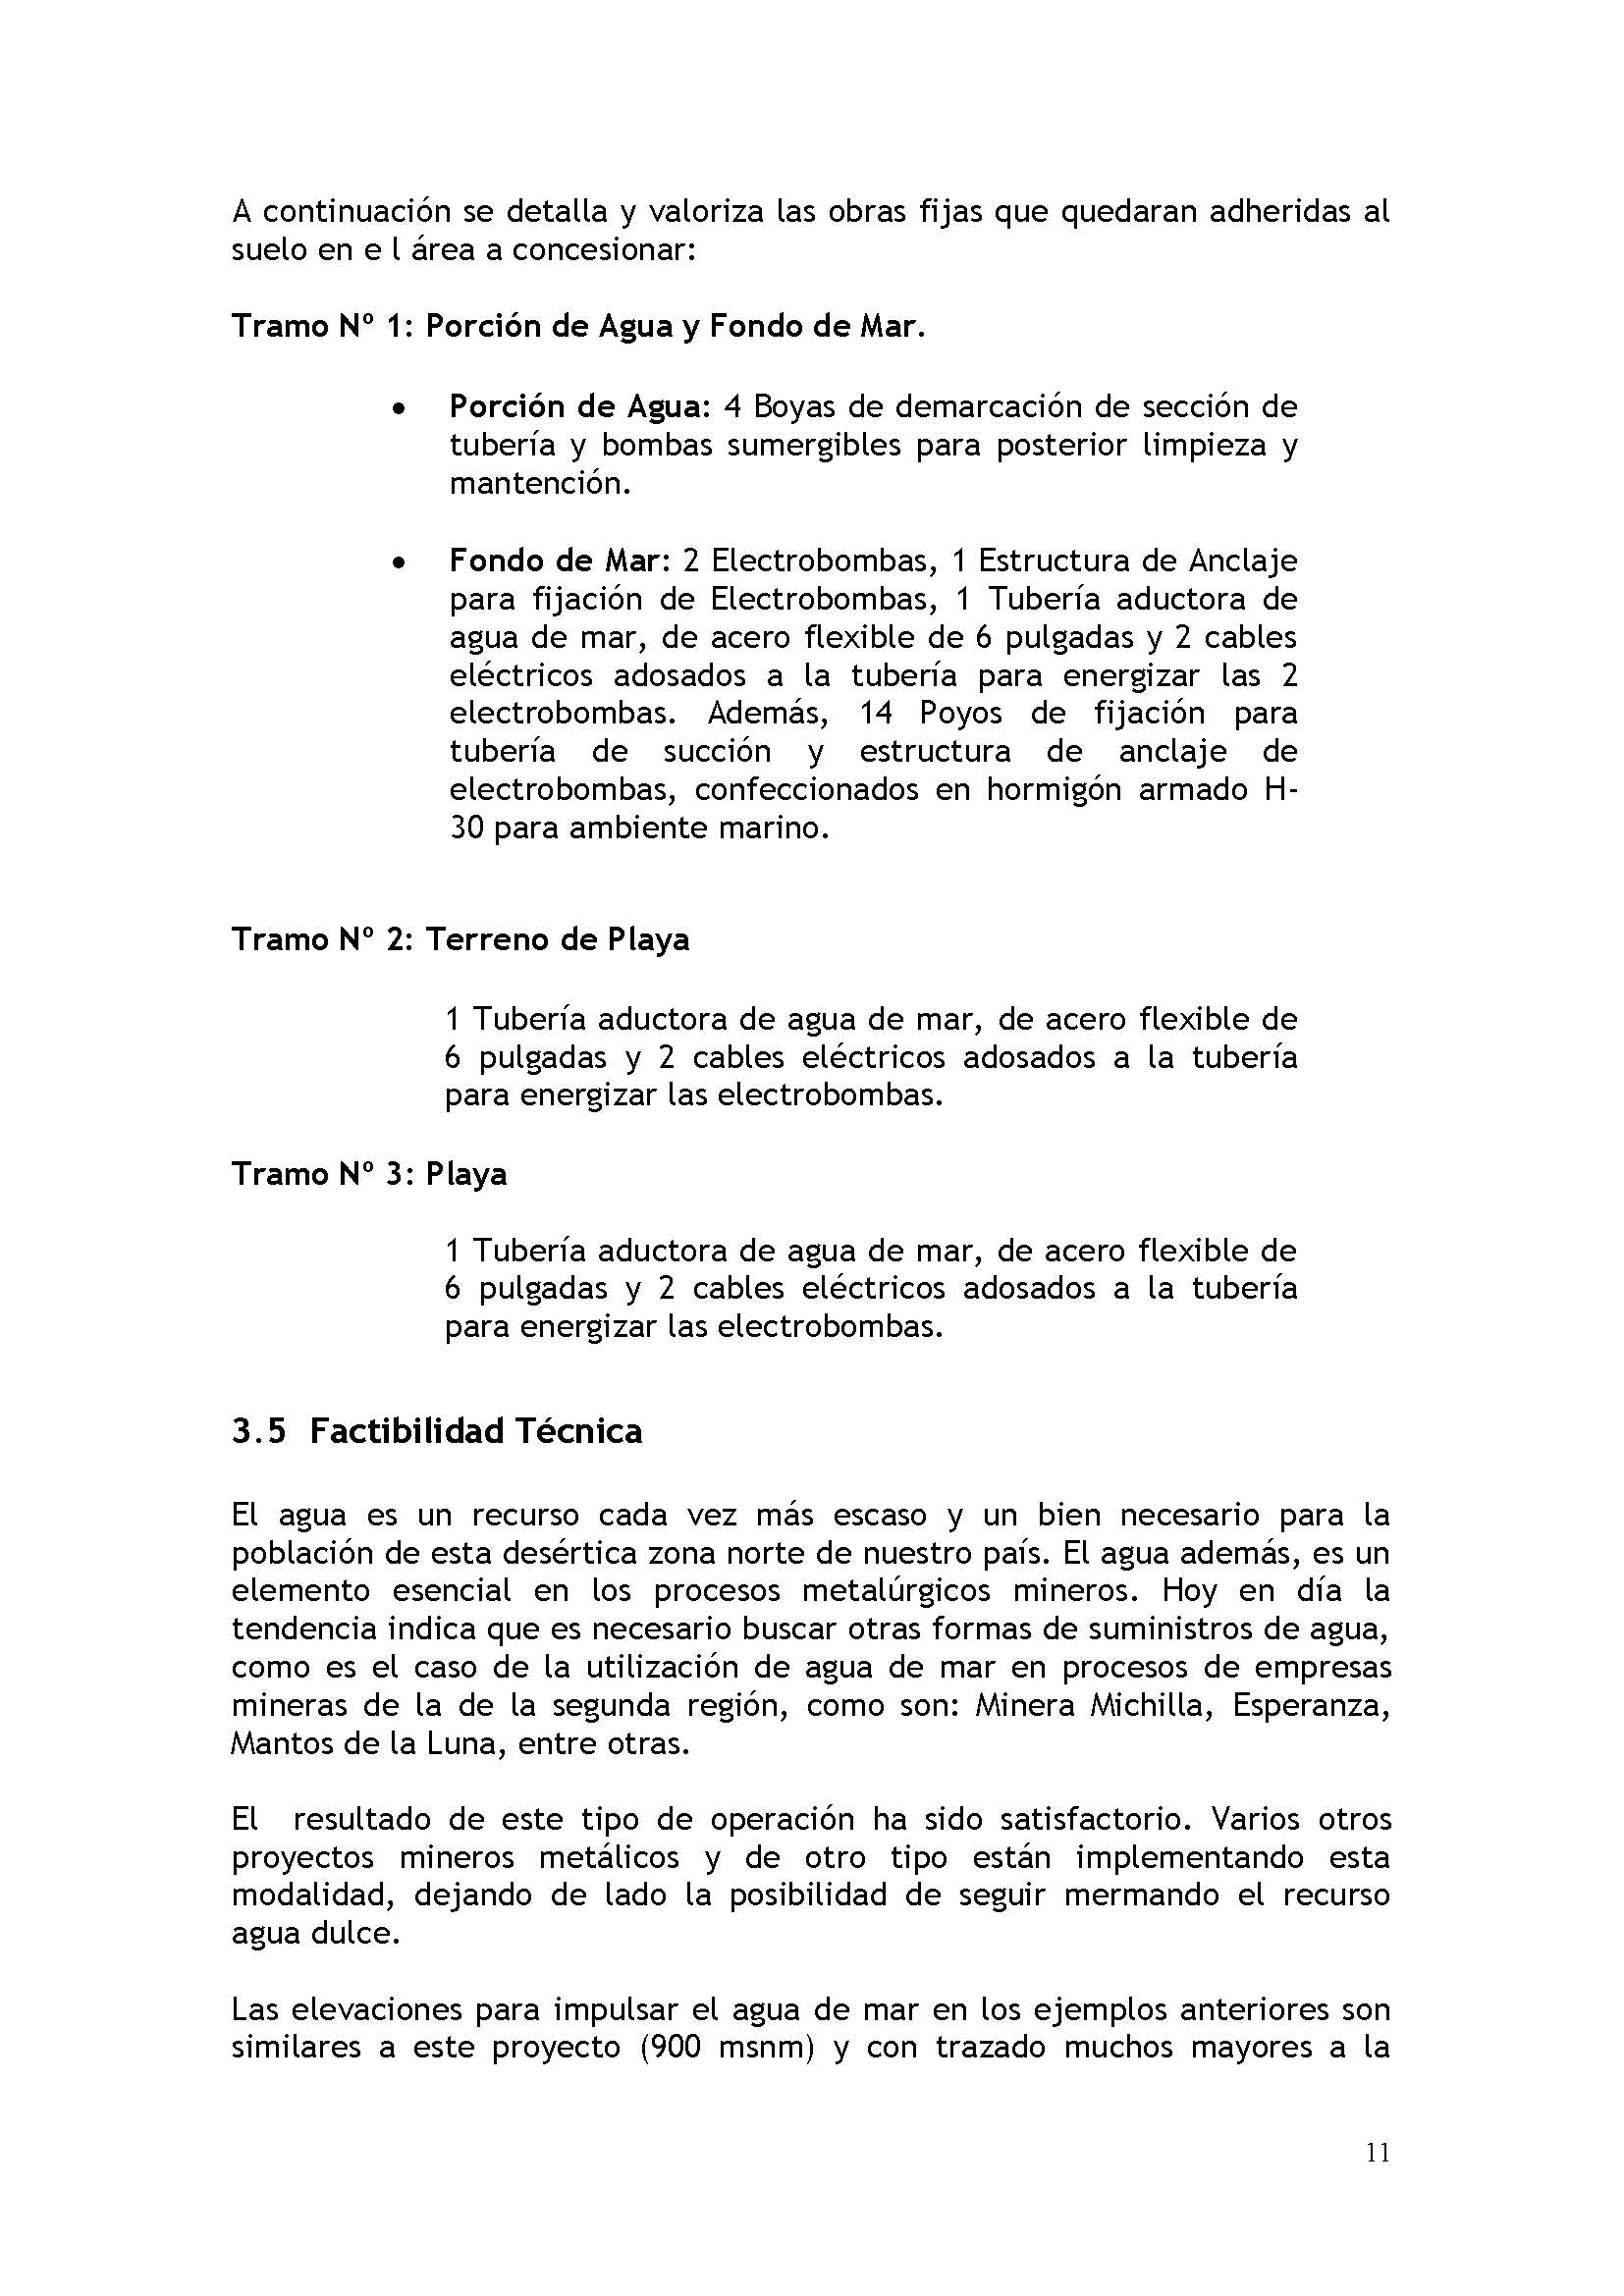 A continuación se detalla y valoriza las obras fijas que quedaran adheridas al
suelo en e l área a concesionar:
Tramo Nº 1: Porción de Agua y Fondo de Mar.
• Porción de Agua: 4 Boyas de demarcación de sección de
tubería y bombas sumergibles para posterior limpieza y
mantención.
• Fondo de Mar: 2 Electrobombas, 1 Estructura de Anclaje
para fijación de Electrobombas, 1 Tubería aductora de
agua de mar, de acero flexible de 6 pulgadas y 2 cables
eléctricos adosados a la tubería para energizar las 2
electrobombas. Además, 14 Poyos de fijación para
tubería de succión y estructura de anclaje de
electrobombas, confeccionados en hormigón armado H-
30 para ambiente marino.
Tramo Nº 2: Terreno de Playa
1 Tubería aductora de agua de mar, de acero flexible de
6 pulgadas y 2 cables eléctricos adosados a la tubería
para energizar las electrobombas.
Tramo Nº 3: Playa
1 Tubería aductora de agua de mar, de acero flexible de
6 pulgadas y 2 cables eléctricos adosados a la tubería
para energizar las electrobombas.
3.5 Factibilidad Técnica
El agua es un recurso cada vez más escaso y un bien necesario para la
población de esta desértica zona norte de nuestro país. El agua además, es un
elemento esencial en los procesos metalúrgicos mineros. Hoy en día la
tendencia indica que es necesario buscar otras formas de suministros de agua,
como es el caso de la utilización de agua de mar en procesos de empresas
mineras de la de la segunda región, como son: Minera Michilla, Esperanza,
Mantos de la Luna, entre otras.
El resultado de este tipo de operación ha sido satisfactorio. Varios otros
proyectos mineros metálicos y de otro tipo están implementando esta
modalidad, dejando de lado la posibilidad de seguir mermando el recurso
agua dulce.
Las elevaciones para impulsar el agua de mar en los ejemplos anteriores son
similares a este proyecto (900 msnm) y con trazado muchos mayores a la
11